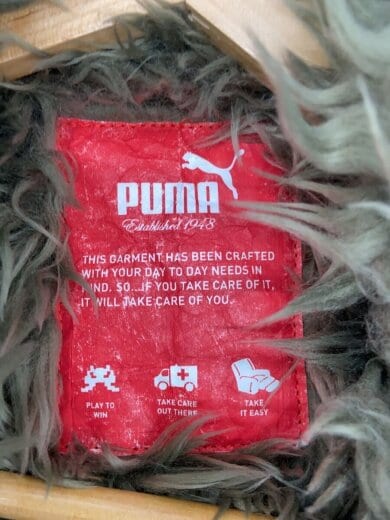 PUMA
Established 1948
THIS GARMENT HAS BEEN CRAFTED
WITH YOUR DAY TO DAY NEEDS IN
MIND. SO...IF YOU TAKE CARE OF IT,
IT WILL TAKE CARE OF YOU.
PLAY TO
WIN
TAKE CARE
OUT THERE
TAKE
IT EASY